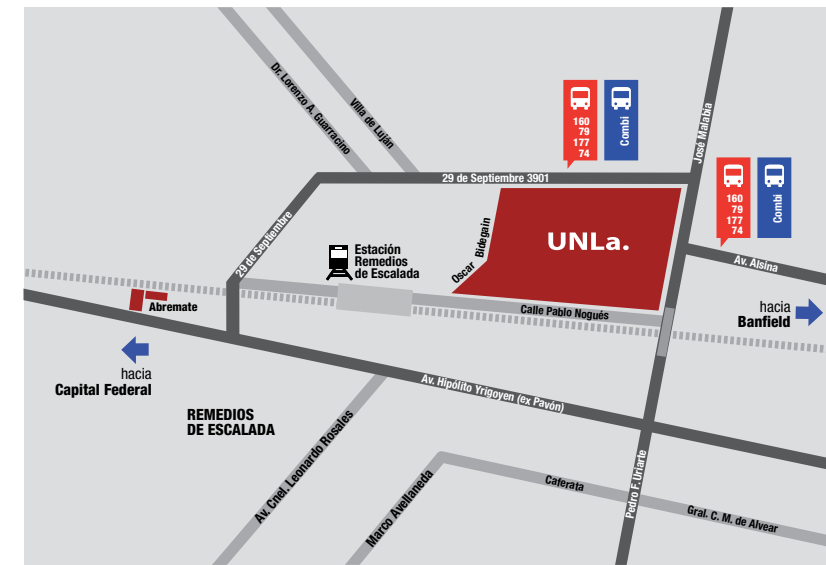 Dr. Lorenzo A. Guarracino
Villa de Luján
José Malabia
160
79
177
74
Combi
29 de Septiembre 3901
160
79
177
74
Combi
29 de Septiembre
Oscar Bidegain
UNLa.
Estación
Remedios
de Escalada
Av. Alsina
Abremate
Calle Pablo Nogués
hacia
Banfield
hacia
Capital Federal
Av. Hipólito Yrigoyen (ex Pavón)
REMEDIOS
DE ESCALADA
Av. Cnel. Leonardo Rosales
Marco Avellaneda
Caferata
Pedro F. Uriarte
Gral. C. M. de Alvear